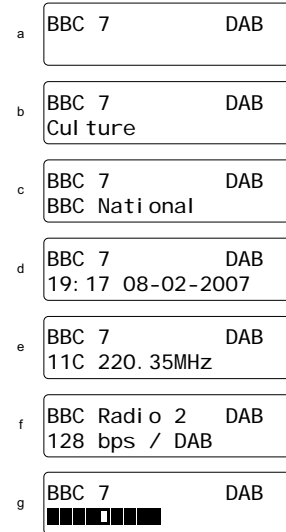 a
BBC 7 DAB
b
BBC 7 DAB
Culture
c
BBC 7 DAB
BBC National
d
BBC 7 DAB
19:17 08-02-2007
e
BBC 7 DAB
11C 220.35MHz
f
BBC Radio 2 DAB
128 bps / DAB
g
BBC 7 DAB